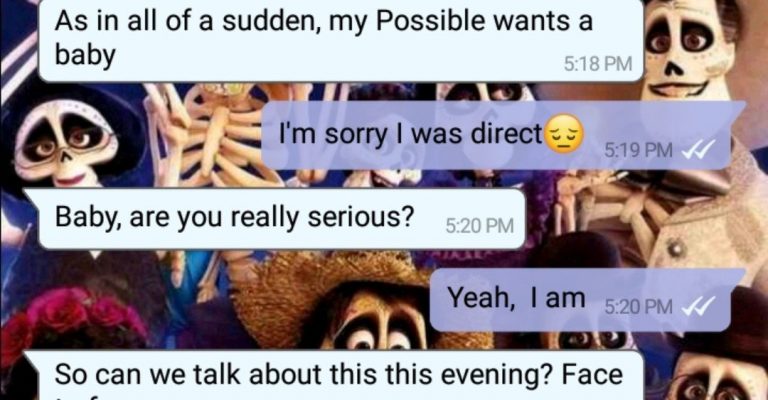 As in all of a sudden, my Possible wants a
baby
5:18 PM
I'm sorry I was direct😔
5:19 PM
Baby, are you really serious?
5:20 PM
Yeah, I am
5:20 PM
So can we talk about this this evening? Face